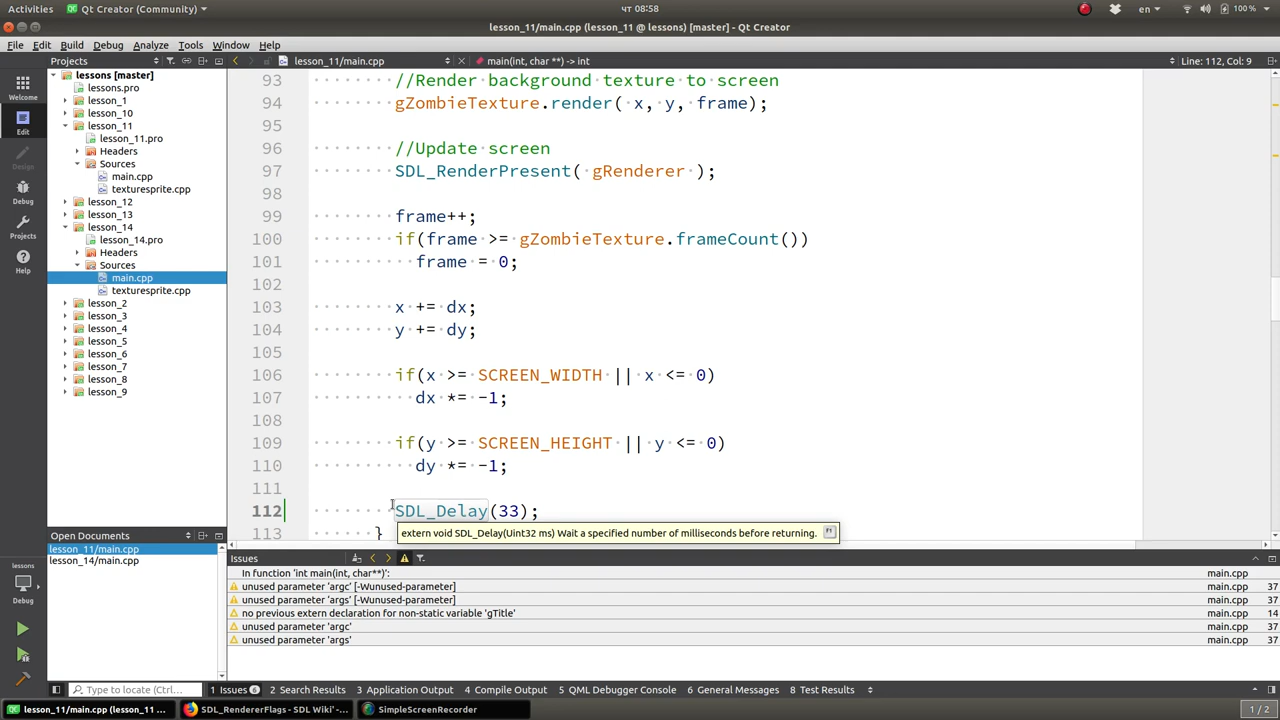 Activities
Qt Creator (Community)
чт 08:58
en
100 %
lesson_11/main.cpp (lesson_11 @ lessons) [master] - Qt Creator
File Edit Build Debug Analyze Tools Window Help
Projects
lesson_11/main.cpp
main(int, char **) -> int
Line: 112, Col: 9
Welcome
Edit
Design
Debug
Projects
Help
lessons [master]
lessons.pro
lesson_1
lesson_10
lesson_11
lesson_11.pro
Headers
Sources
main.cpp
texturesprite.cpp
lesson_12
lesson_13
lesson_14
lesson_14.pro
Headers
Sources
main.cpp
texturesprite.cpp
lesson_2
lesson_3
lesson_4
lesson_5
lesson_6
lesson_7
lesson_8
lesson_9
93 //Render background texture to screen
94 gZombieTexture.render( x, y, frame);
95
96 //Update screen
97 SDL_RenderPresent( gRenderer );
98
99 frame++;
100 if(frame >= gZombieTexture.frameCount())
101 frame = 0;
102
103 x += dx;
104 y += dy;
105
106 if(x >= SCREEN_WIDTH || x <= 0)
107 dx *= -1;
108
109 if(y >= SCREEN_HEIGHT || y <= 0)
110 dy *= -1;
111
112 SDL_Delay(33);
113 }
extern void SDL_Delay(Uint32 ms) Wait a specified number of milliseconds before returning.
Open Documents
lesson_11/main.cpp
lesson_14/main.cpp
lessons
Debug
Issues
In function 'int main(int, char**)': main.cpp
unused parameter 'argc' [-Wunused-parameter] main.cpp 37
unused parameter 'args' [-Wunused-parameter] main.cpp 37
no previous extern declaration for non-static variable 'gTitle' main.cpp 14
unused parameter 'argc' main.cpp 37
unused parameter 'args' main.cpp 37
Type to locate (...
1 Issues 6
2 Search Results
3 Application Output
4 Compile Output
5 QML Debugger Console
6 General Messages
8 Test Results
lesson_11/main.cpp (lesson_11 ...
SDL_RendererFlags - SDL Wiki' - ...
SimpleScreenRecorder
1 / 2